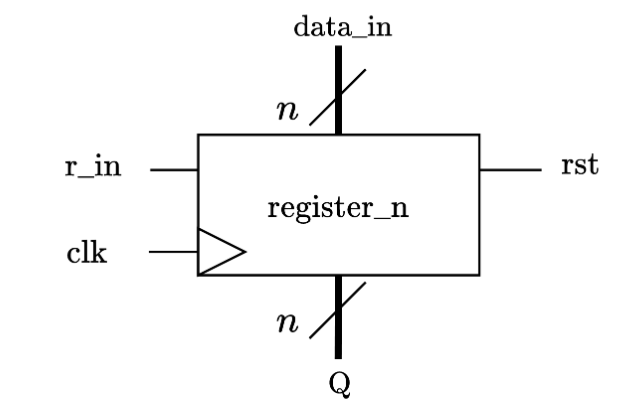 data_in
n
r_in
rst
register_n
clk
n
Q